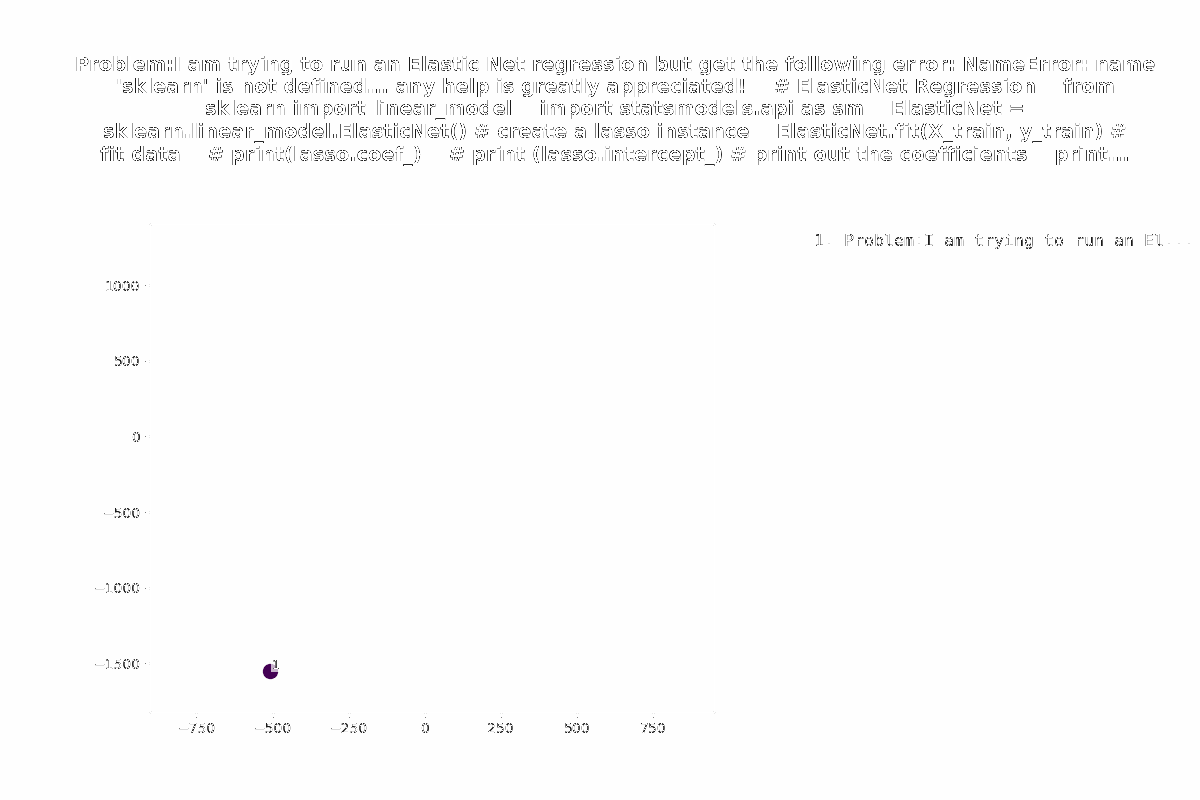 Problem:I am trying to run an Elastic Net regression but get the following error: NameError: name
'sklearn' is not defined... any help is greatly appreciated! # ElasticNet Regression from
sklearn import linear_model import statsmodels.api as sm ElasticNet =
sklearn.linear_model.ElasticNet() # create a lasso instance ElasticNet.fit(X_train, y_train) #
fit data # print(lasso.coef_) # print (lasso.intercept_) # print out the coefficients print...
1. Problem:I am trying to run an El...
1000
500
0
−500
−1000
−1500
1
−750 −500 −250 0 250 500 750